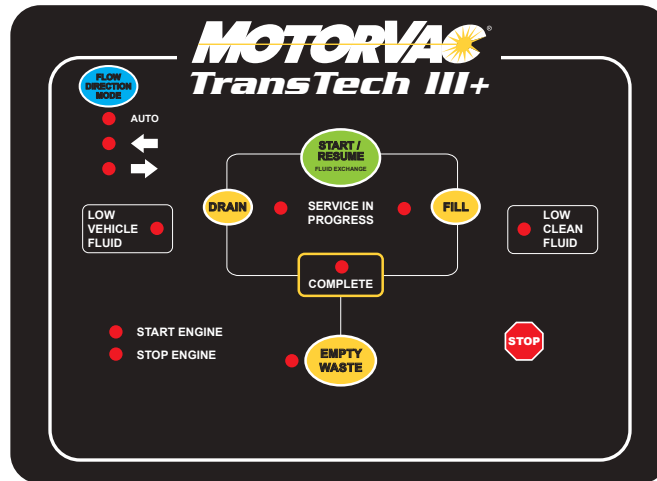 MOTORVAC®
TransTech III+
FLOW
DIRECTION
MODE
AUTO
START /
RESUME
FLUID EXCHANGE
DRAIN
SERVICE IN
PROGRESS
FILL
LOW
VEHICLE
FLUID
LOW
CLEAN
FLUID
COMPLETE
START ENGINE
STOP ENGINE
EMPTY
WASTE
STOP